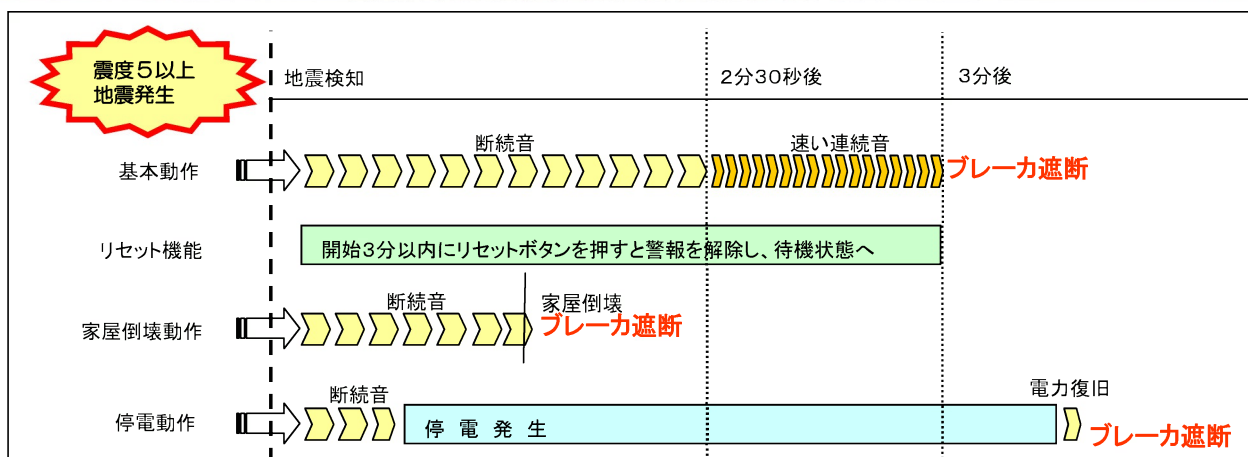 震度５以上
地震発生
地震検知
２分３０秒後
３分後
基本動作
断続音
速い連続音
ブレーカ遮断
リセット機能
開始３分以内にリセットボタンを押すと警報を解除し、待機状態へ
家屋倒壊動作
断続音
家屋倒壊
ブレーカ遮断
停電動作
断続音
停 電 発 生
電力復旧
ブレーカ遮断